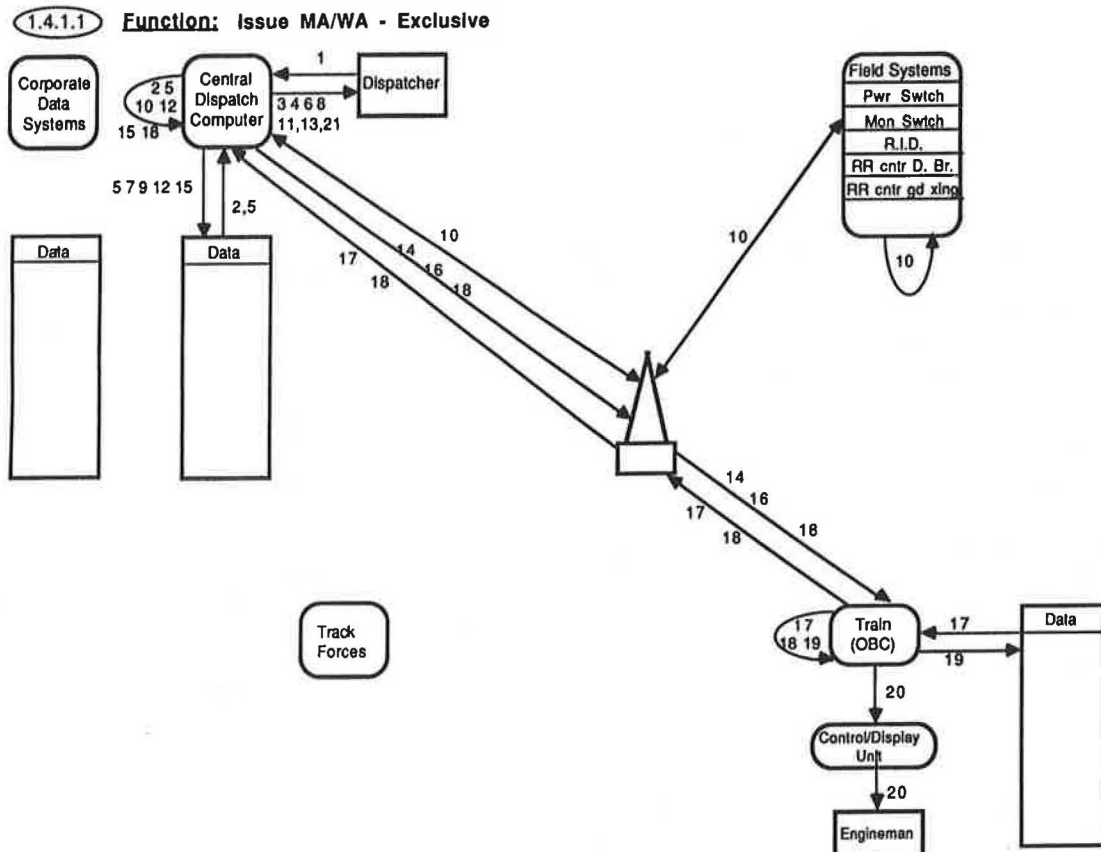 1.4.1.1 Function: Issue MA/WA - Exclusive
Corporate
Data
Systems
2 5
10 12
15 18
Central
Dispatch
Computer
1
3 4 6 8
11,13,21
Dispatcher
Field Systems
Pwr Swtch
Mon Swtch
R.I.D.
RR cntr D. Br.
RR cntr gd xing
10
5 7 9 12 15
2,5
Data
Data
10
14
16
18
17
18
10
14
16
18
17
18
Track
Forces
17
18 19
Train
(OBC)
17
19
Data
20
Control/Display
Unit
20
Engineman